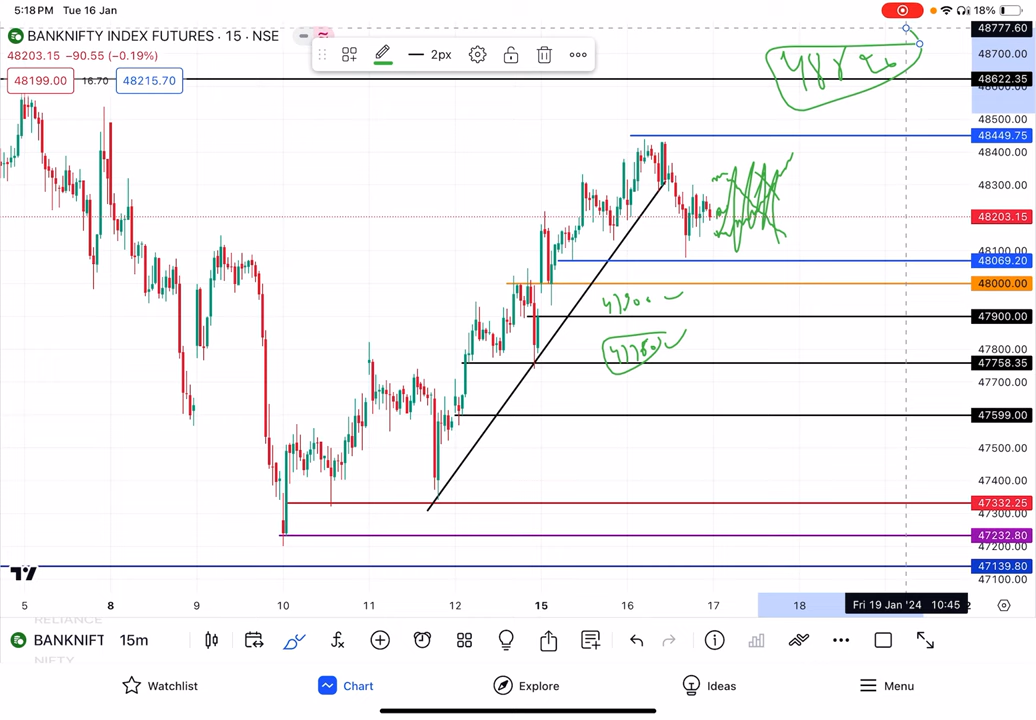 5:18 PM Tue 16 Jan
18%
BANKNIFTY INDEX FUTURES · 15 · NSE
48203.15 −90.55 (−0.19%)
48199.00 16.70 48215.70
2px
48777.60
48700.00
48622.35
48600.00
48500.00
48449.75
48400.00
48300.00
48203.15
48100.00
48069.20
48000.00
47900.00
47800.00
47758.35
47700.00
47599.00
47500.00
47400.00
47332.25
47300.00
47232.80
47200.00
47139.80
47100.00
5 8 9 10 11 12 15 16 17 18 Fri 19 Jan '24 10:45
RELIANCE
BANKNIFT 15m
NIFTY
Watchlist Chart Explore Ideas Menu